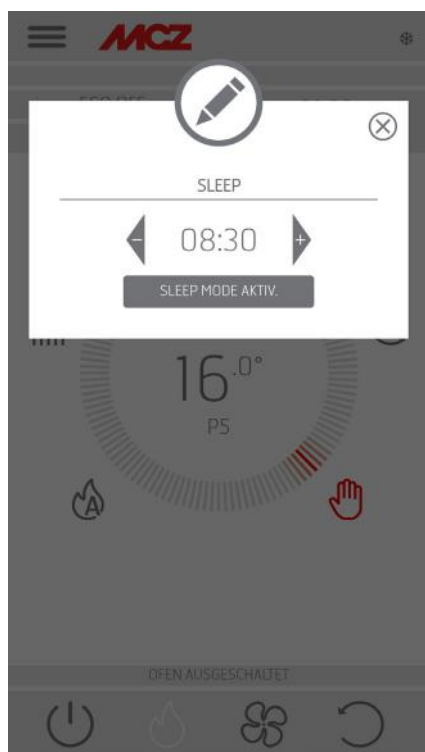 MCZ
SLEEP
- 08:30 +
SLEEP MODE AKTIV.
16.0°
P5
A
OFEN AUSGESCHALTET